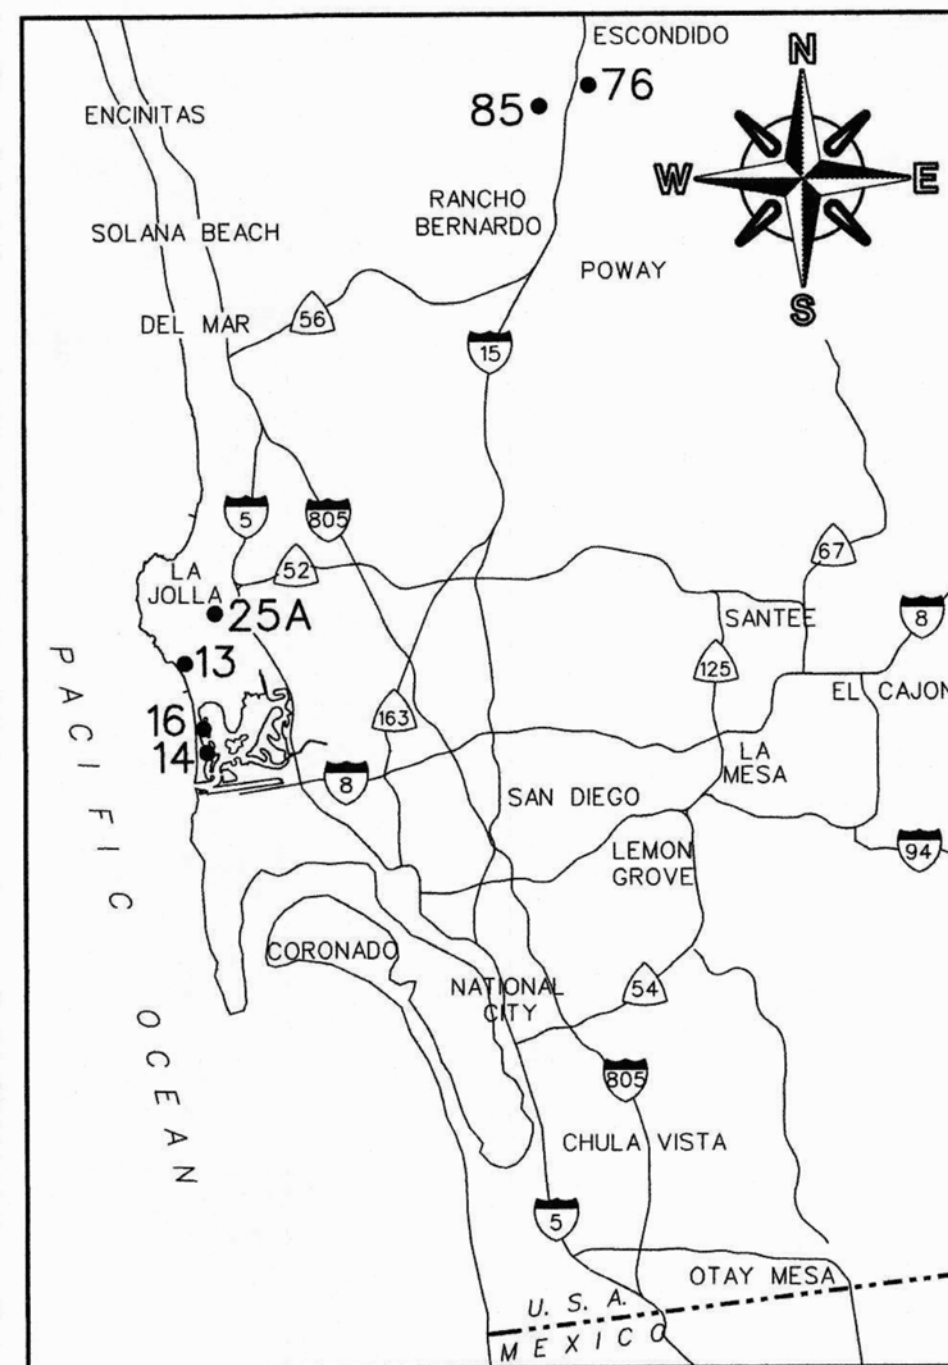 ESCONDIDO
N
76
85
ENCINITAS
W
E
RANCHO
BERNARDO
SOLANA BEACH
POWAY
S
56
DEL MAR
15
5
805
67
52
LA
JOLLA
25A
SANTEE
8
13
125
EL CAJON
163
16
14
LA
MESA
8
SAN DIEGO
94
LEMON
GROVE
PACIFIC
OCEAN
CORONADO
NATIONAL
CITY
54
805
CHULA VISTA
5
OTAY MESA
U. S. A.
MEXICO